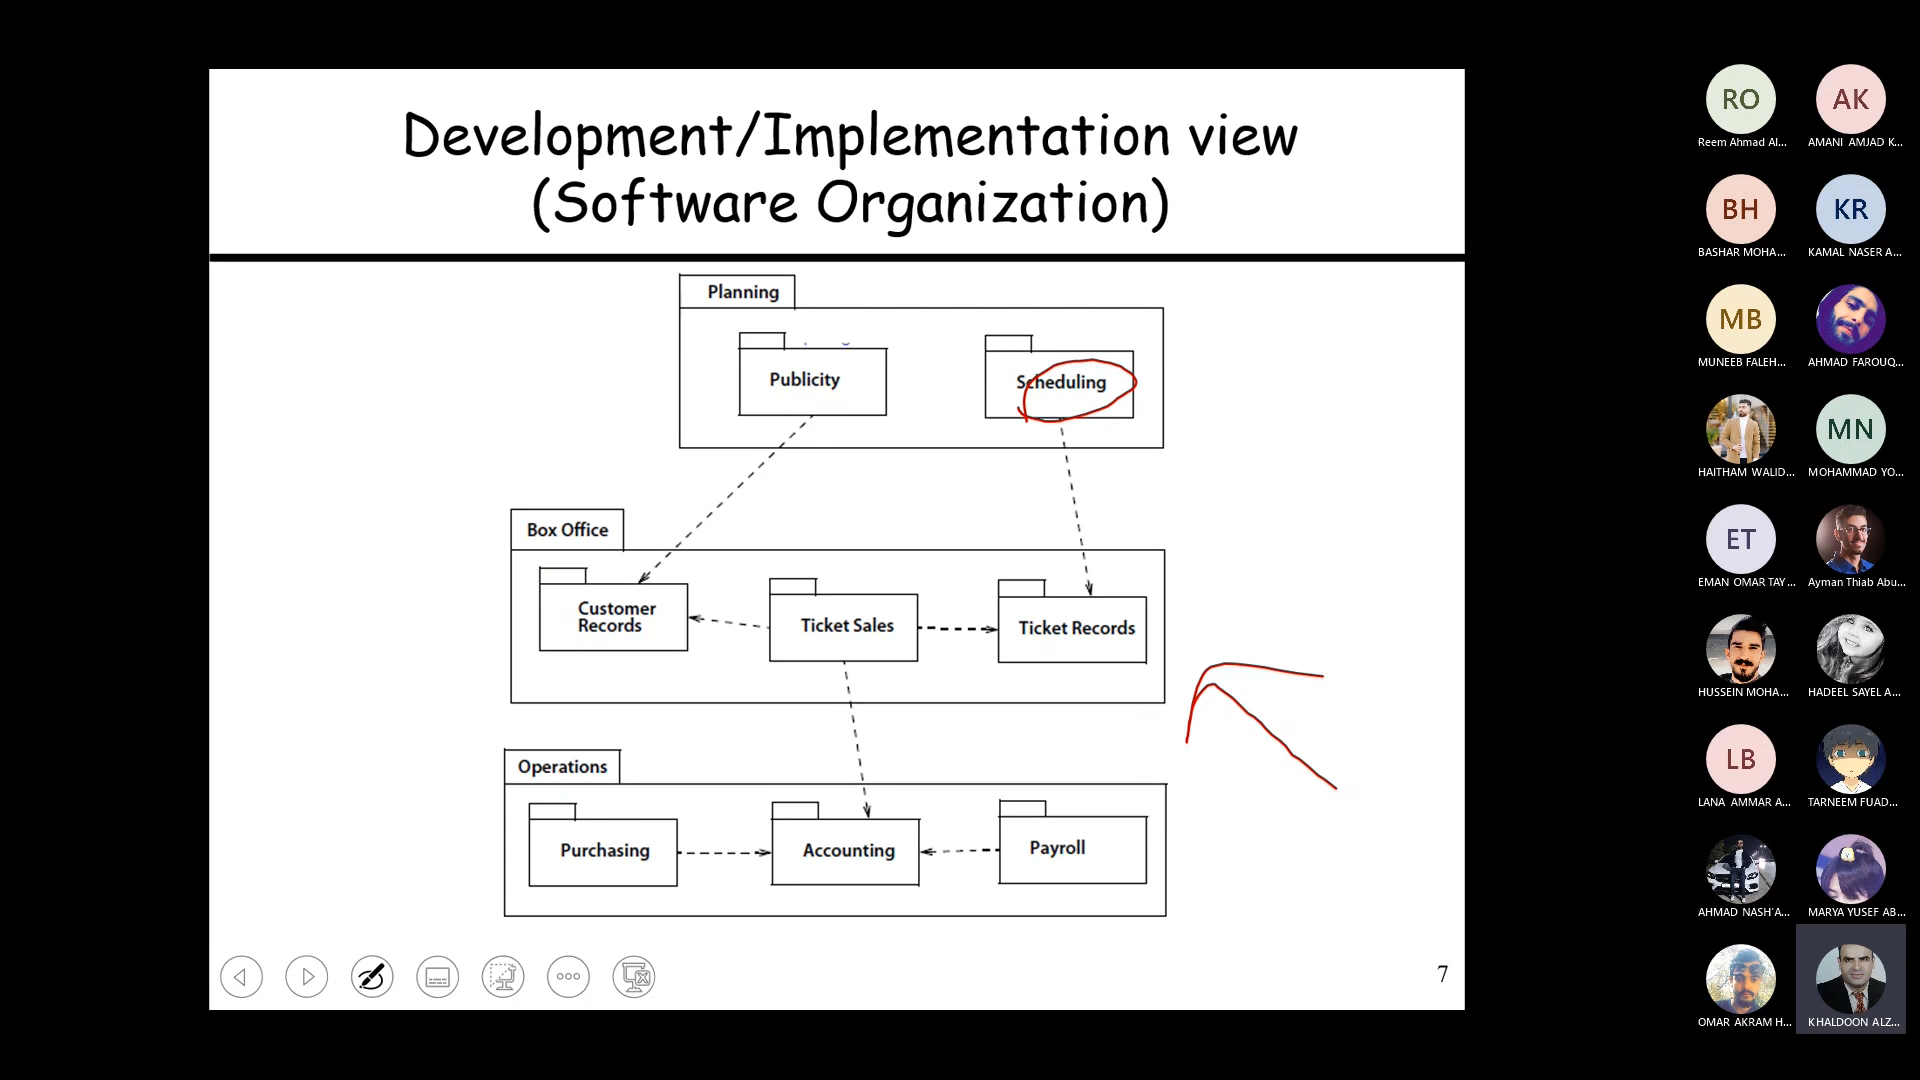 Development/Implementation view
(Software Organization)
Planning
Publicity
Scheduling
Box Office
Customer
Records
Ticket Sales
Ticket Records
Operations
Purchasing
Accounting
Payroll
7
RO
Reem Ahmad Al...
AK
AMANI AMJAD K...
BH
BASHAR MOHA...
KR
KAMAL NASER A...
MB
MUNEEB FALEH...
AHMAD FAROUQ...
HAITHAM WALID...
MN
MOHAMMAD YO...
ET
EMAN OMAR TAY...
Ayman Thiab Abu...
HUSSEIN MOHA...
HADEEL SAYEL A...
LB
LANA AMMAR A...
TARNEEM FUAD...
AHMAD NASH'A...
MARYA YUSEF AB...
OMAR AKRAM H...
KHALDOON ALZ...